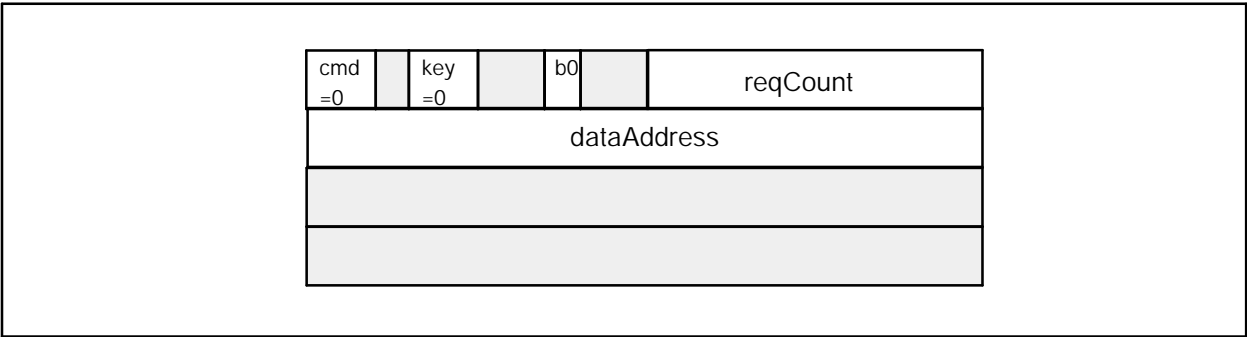 cmd
=0
key
=0
b0
reqCount
dataAddress